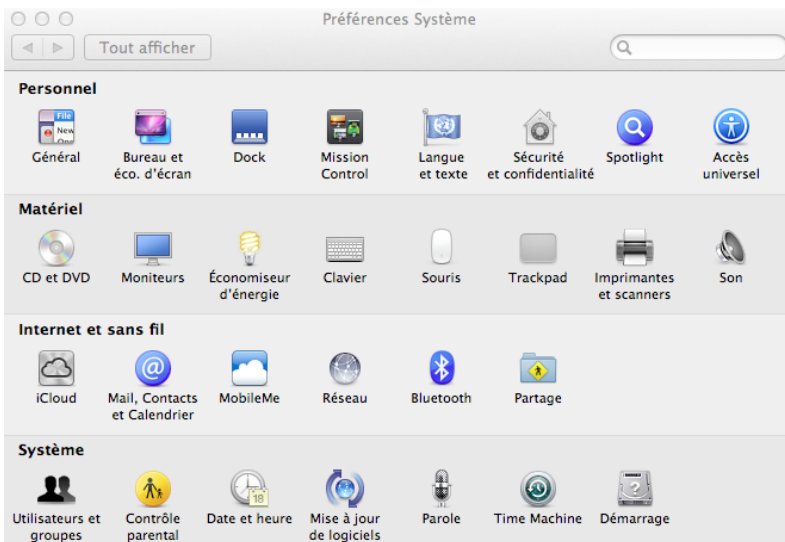 Préférences Système
Tout afficher
Personnel
File
New
Général
Bureau et
éco. d'écran
Dock
Mission
Control
Langue
et texte
Sécurité
et confidentialité
Spotlight
Accès
universel
Matériel
CD et DVD
Moniteurs
Économiseur
d'énergie
Clavier
Souris
Trackpad
Imprimantes
et scanners
Son
Internet et sans fil
iCloud
@
Mail, Contacts
et Calendrier
MobileMe
Réseau
Bluetooth
Partage
Système
Utilisateurs et
groupes
Contrôle
parental
18
Date et heure
Mise à jour
de logiciels
Parole
Time Machine
?
Démarrage